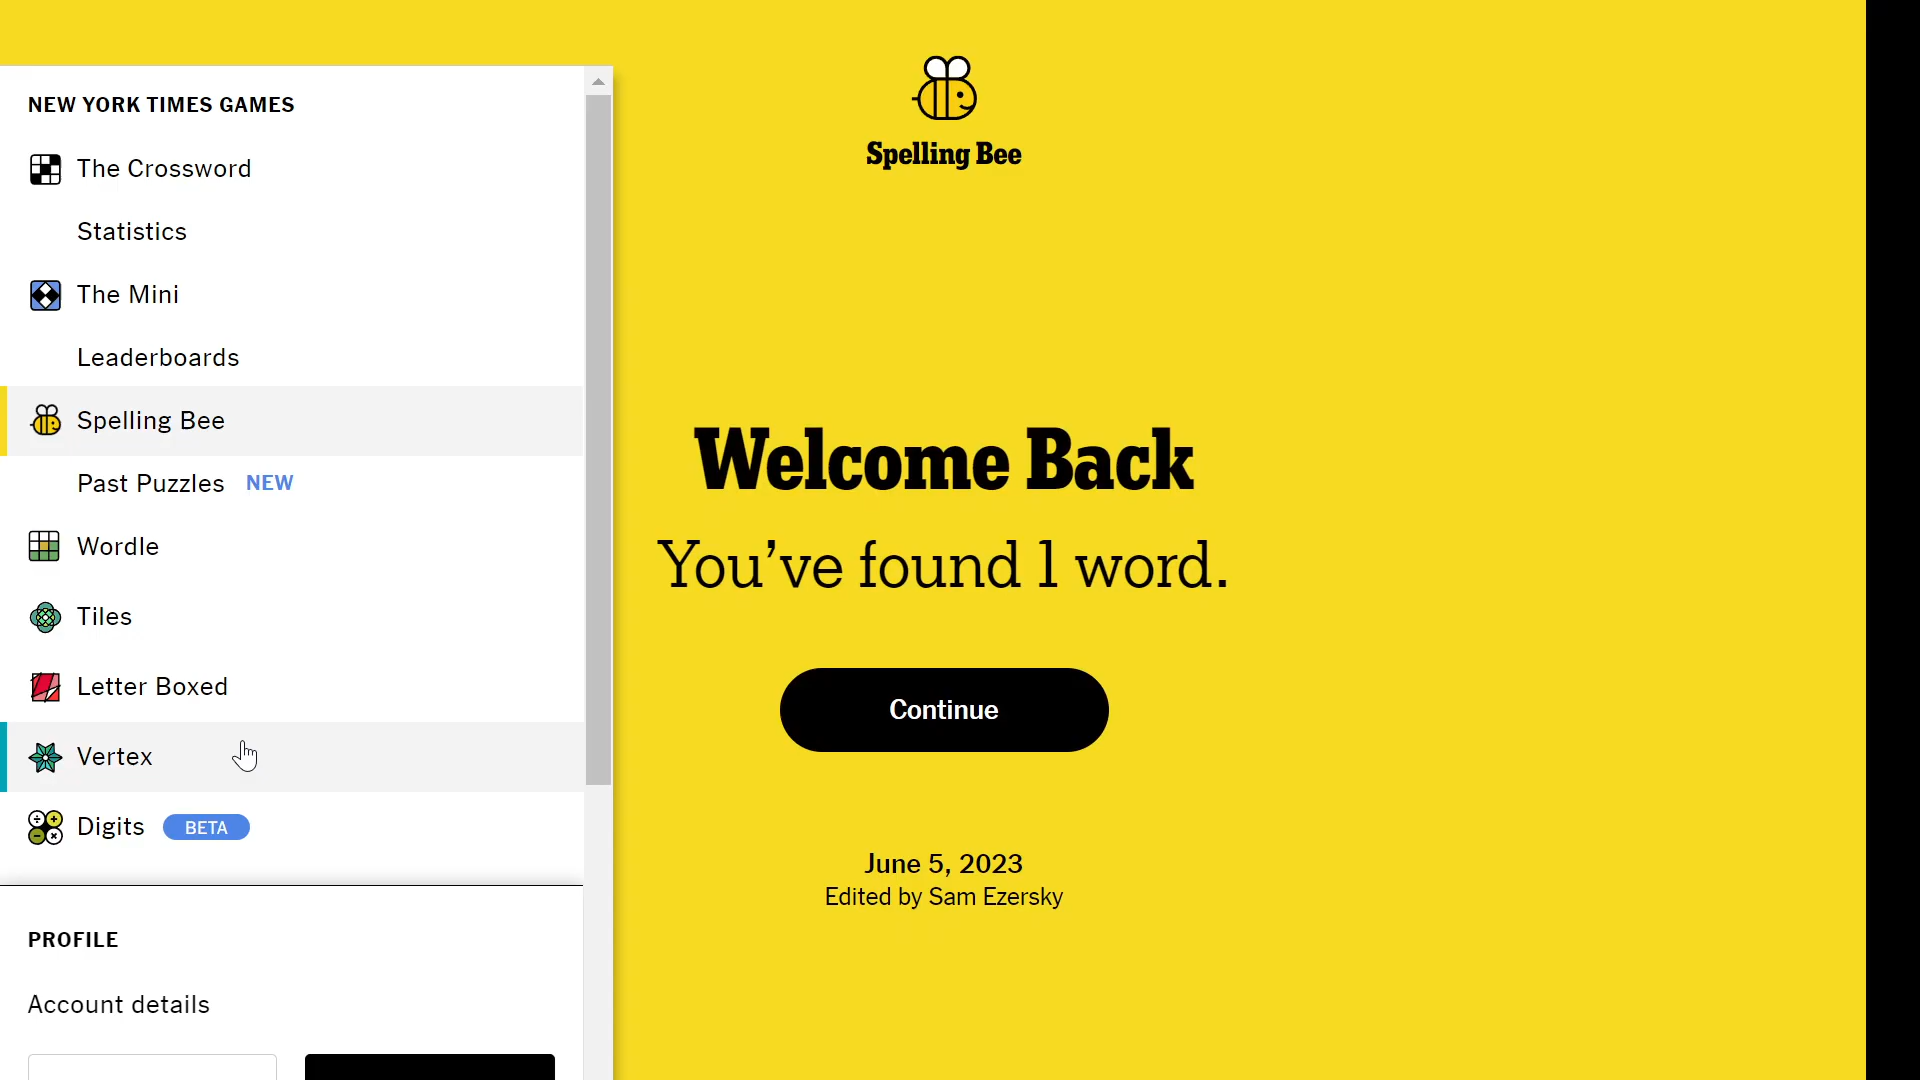 NEW YORK TIMES GAMES
The Crossword
Statistics
The Mini
Leaderboards
Spelling Bee
Past Puzzles NEW
Wordle
Tiles
Letter Boxed
Vertex
Digits BETA
PROFILE
Account details
Spelling Bee
Welcome Back
You’ve found 1 word.
Continue
June 5, 2023
Edited by Sam Ezersky